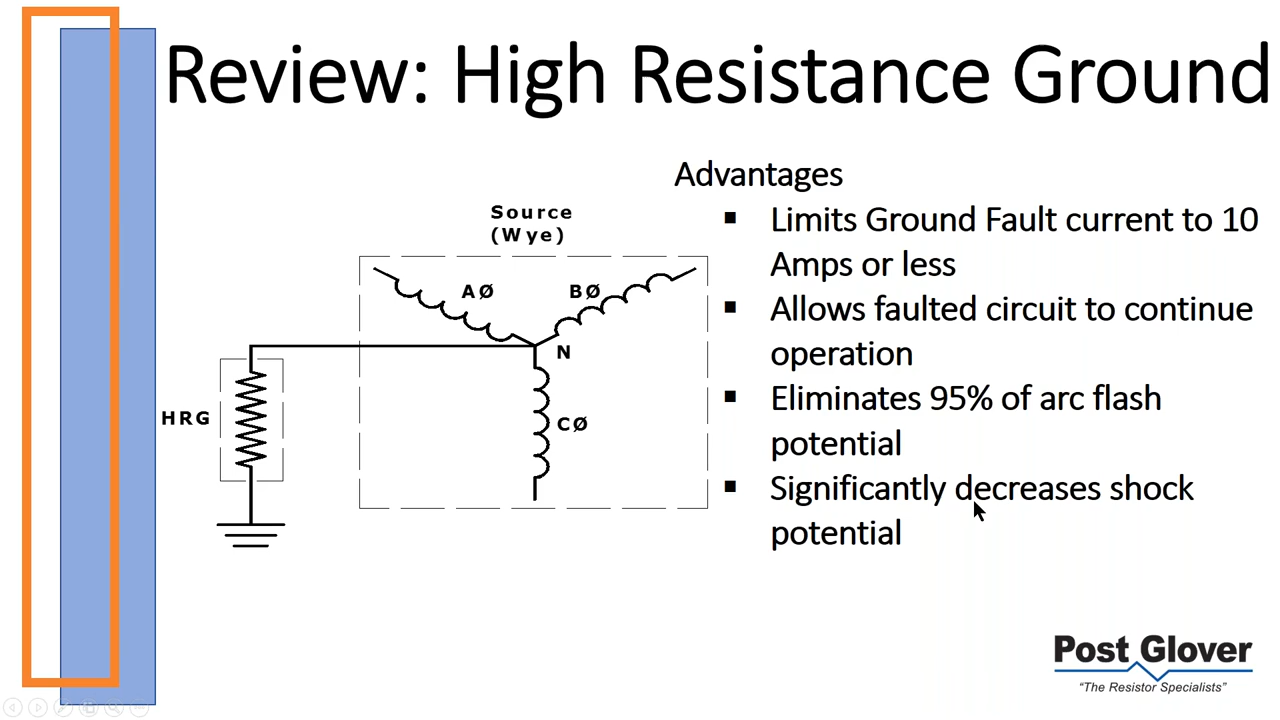 Review: High Resistance Ground
Advantages
▪ Limits Ground Fault current to 10
Amps or less
▪ Allows faulted circuit to continue
operation
▪ Eliminates 95% of arc flash
potential
▪ Significantly decreases shock
potential
Source
(Wye)
AØ
BØ
N
CØ
HRG
Post Glover
“The Resistor Specialists”